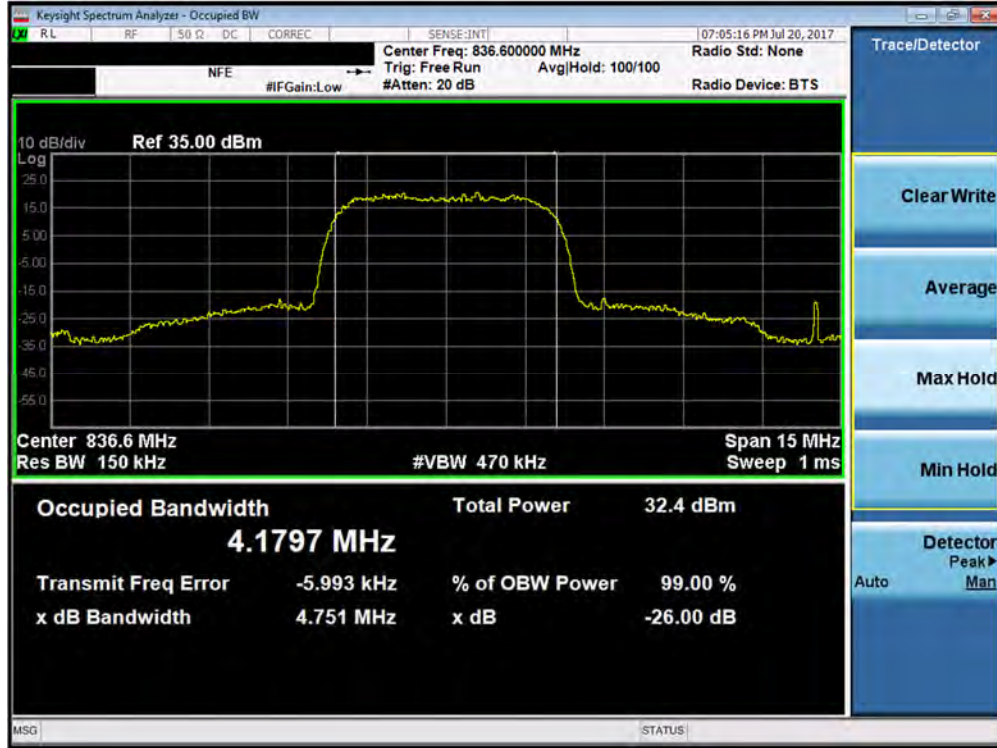 Keysight Spectrum Analyzer - Occupied BW
LXI RL RF 50 Ω DC CORREC SENSE:INT 07:05:16 PM Jul 20, 2017
Center Freq: 836.600000 MHz Radio Std: None
NFE Trig: Free Run Avg|Hold: 100/100
#IFGain:Low #Atten: 20 dB Radio Device: BTS
Trace/Detector
10 dB/div Ref 35.00 dBm
Log
25.0
15.0
5.00
-5.00
-15.0
-25.0
-35.0
-45.0
-55.0
Center 836.6 MHz Span 15 MHz
Res BW 150 kHz #VBW 470 kHz Sweep 1 ms
Occupied Bandwidth Total Power 32.4 dBm
4.1797 MHz
Transmit Freq Error -5.993 kHz % of OBW Power 99.00 %
x dB Bandwidth 4.751 MHz x dB -26.00 dB
Clear Write
Average
Max Hold
Min Hold
Detector
Peak▶
Auto Man
MSG STATUS